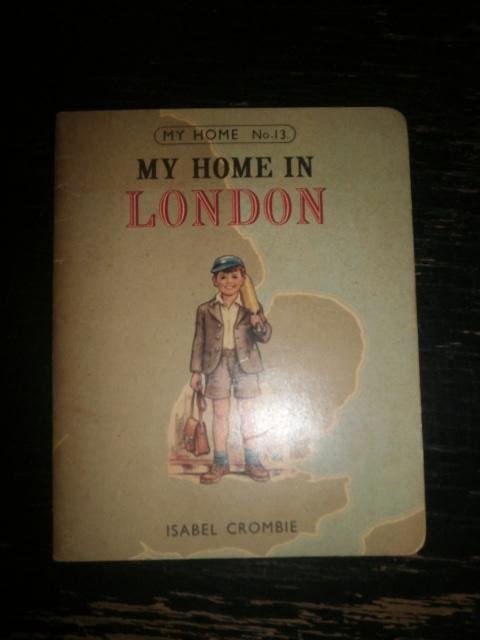 MY HOME No.13.
MY HOME IN
LONDON
ISABEL CROMBIE